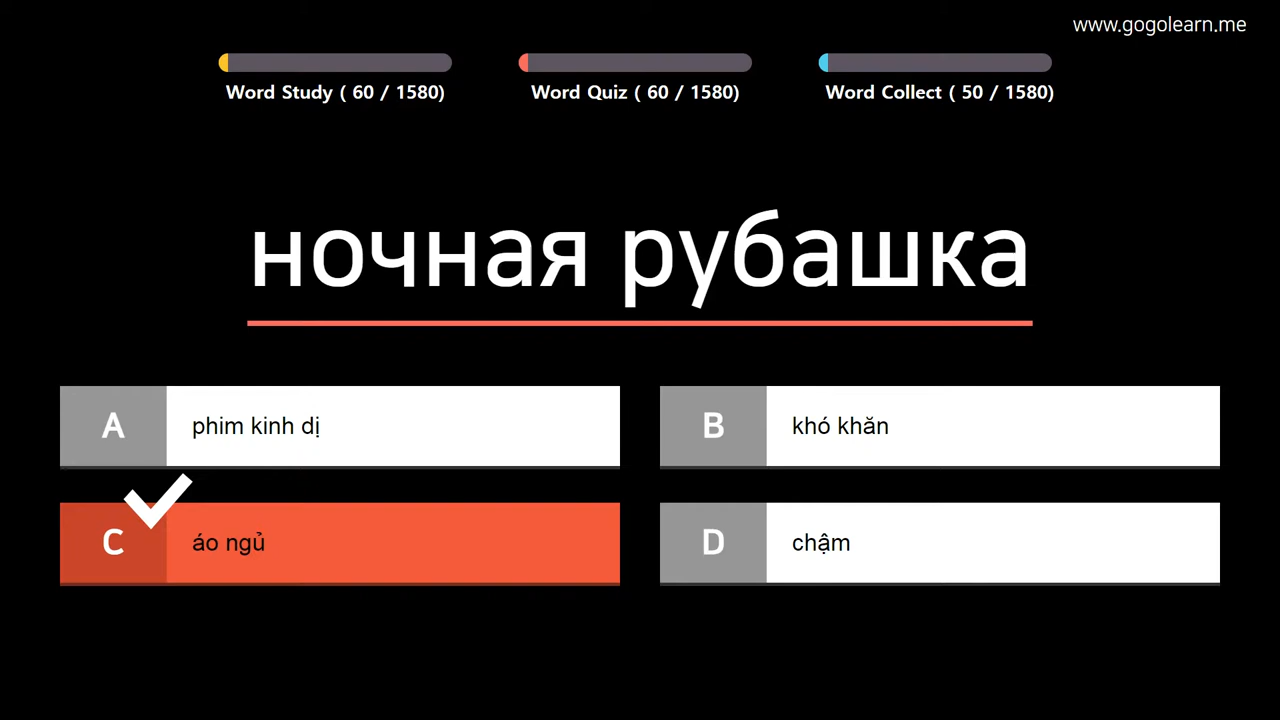 www.gogolearn.me
Word Study ( 60 / 1580)
Word Quiz ( 60 / 1580)
Word Collect ( 50 / 1580)
ночная рубашка
A phim kinh dị
B khó khăn
C áo ngủ
D chậm